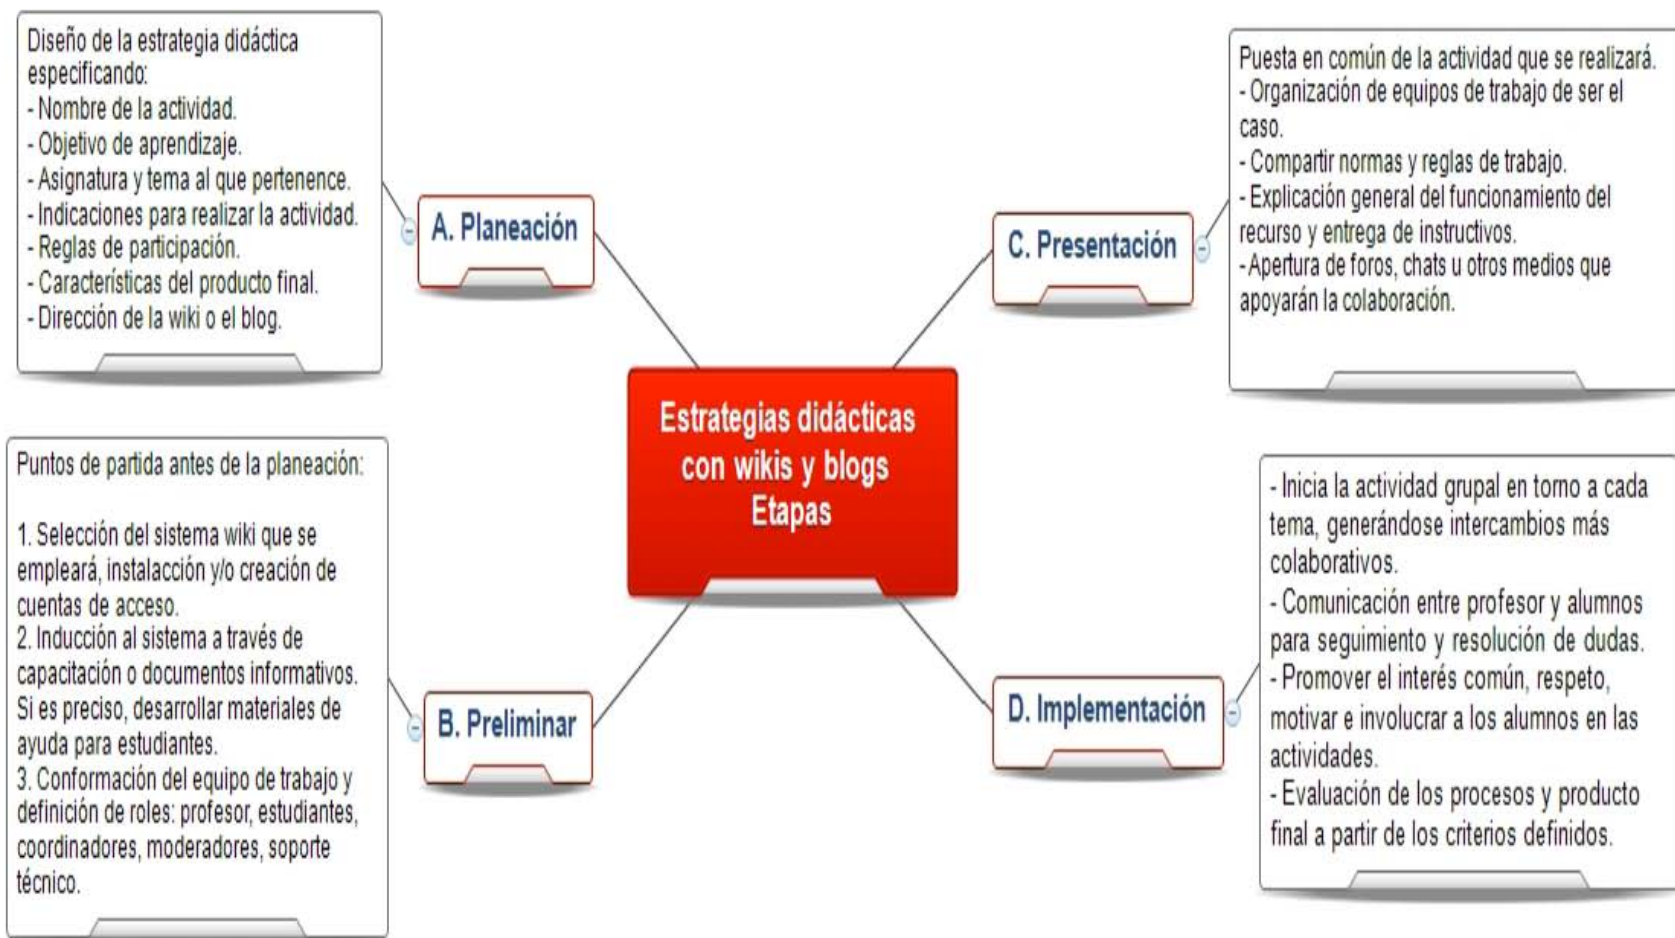 Diseño de la estrategia didáctica
especificando:
- Nombre de la actividad.
- Objetivo de aprendizaje.
- Asignatura y tema al que pertenence.
- Indicaciones para realizar la actividad.
- Reglas de participación.
- Características del producto final.
- Dirección de la wiki o el blog.
A. Planeación
Puntos de partida antes de la planeación:
1. Selección del sistema wiki que se
empleará, instalacción y/o creación de
cuentas de acceso.
2. Inducción al sistema a través de
capacitación o documentos informativos.
Si es preciso, desarrollar materiales de
ayuda para estudiantes.
3. Conformación del equipo de trabajo y
definición de roles: profesor, estudiantes,
coordinadores, moderadores, soporte
técnico.
B. Preliminar
Estrategias didácticas
con wikis y blogs
Etapas
C. Presentación
Puesta en común de la actividad que se realizará.
- Organización de equipos de trabajo de ser el
caso.
- Compartir normas y reglas de trabajo.
- Explicación general del funcionamiento del
recurso y entrega de instructivos.
-Apertura de foros, chats u otros medios que
apoyarán la colaboración.
D. Implementación
- Inicia la actividad grupal en torno a cada
tema, generándose intercambios más
colaborativos.
- Comunicación entre profesor y alumnos
para seguimiento y resolución de dudas.
- Promover el interés común, respeto,
motivar e involucrar a los alumnos en las
actividades.
- Evaluación de los procesos y producto
final a partir de los criterios definidos.